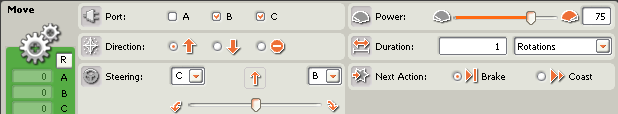 Move
Port: A B C
Power: 75
Direction:
Duration: 1 Rotations
Steering: C B
Next Action: Brake Coast
R
0 A
0 B
0 C